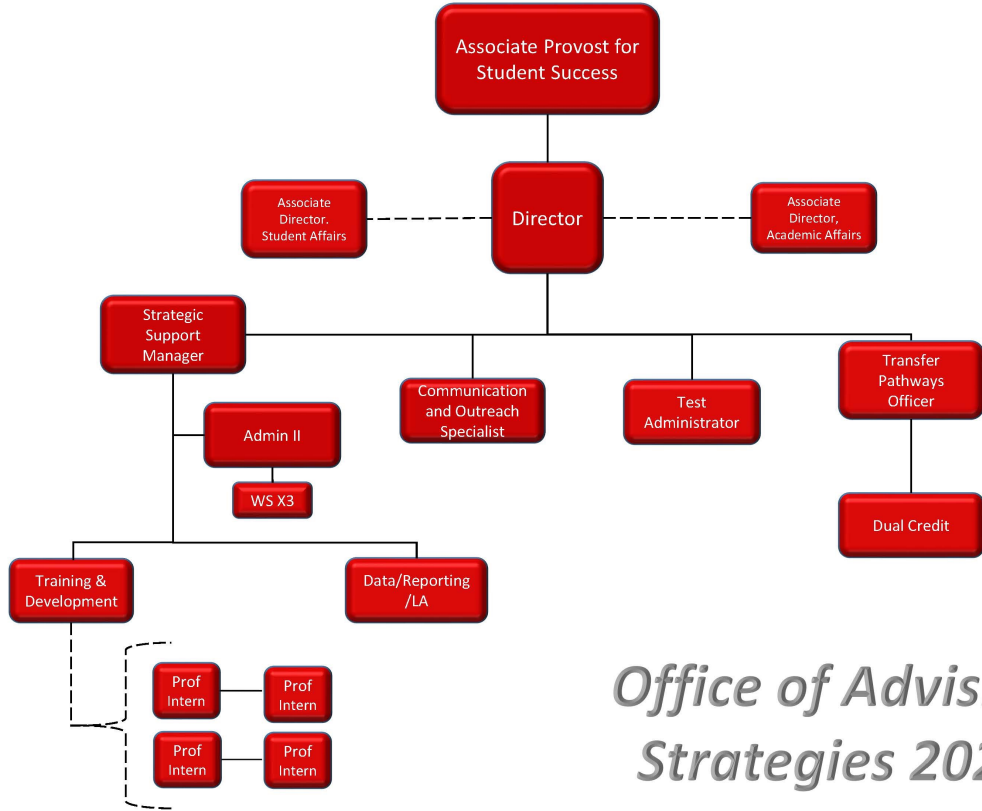 Associate Provost for
Student Success
Associate
Director.
Student Affairs
Director
Associate
Director,
Academic Affairs
Strategic
Support
Manager
Communication
and Outreach
Specialist
Test
Administrator
Transfer
Pathways
Officer
Admin II
WS X3
Dual Credit
Training &
Development
Data/Reporting
/LA
Prof
Intern
Prof
Intern
Prof
Intern
Prof
Intern
Office of
Strategies